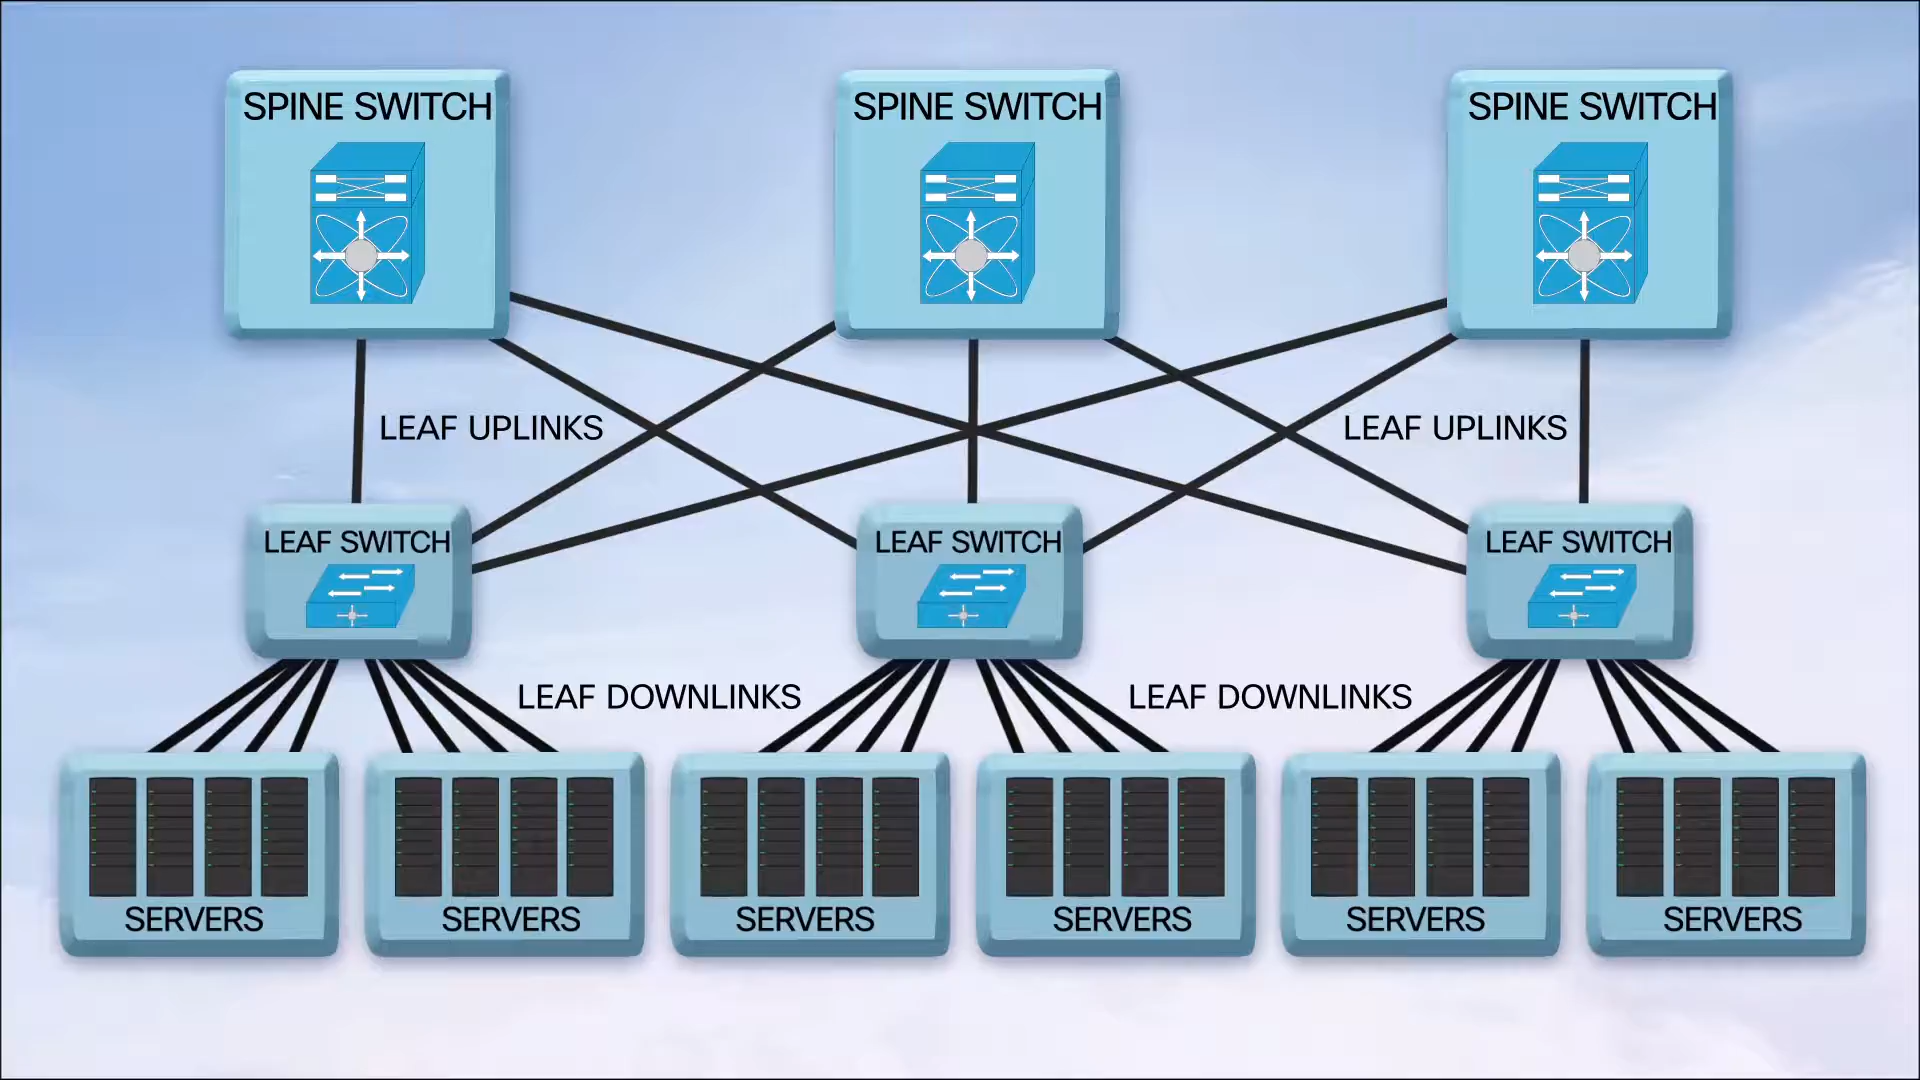 SPINE SWITCH
SPINE SWITCH
SPINE SWITCH
LEAF UPLINKS
LEAF UPLINKS
LEAF SWITCH
LEAF SWITCH
LEAF SWITCH
LEAF DOWNLINKS
LEAF DOWNLINKS
SERVERS
SERVERS
SERVERS
SERVERS
SERVERS
SERVERS